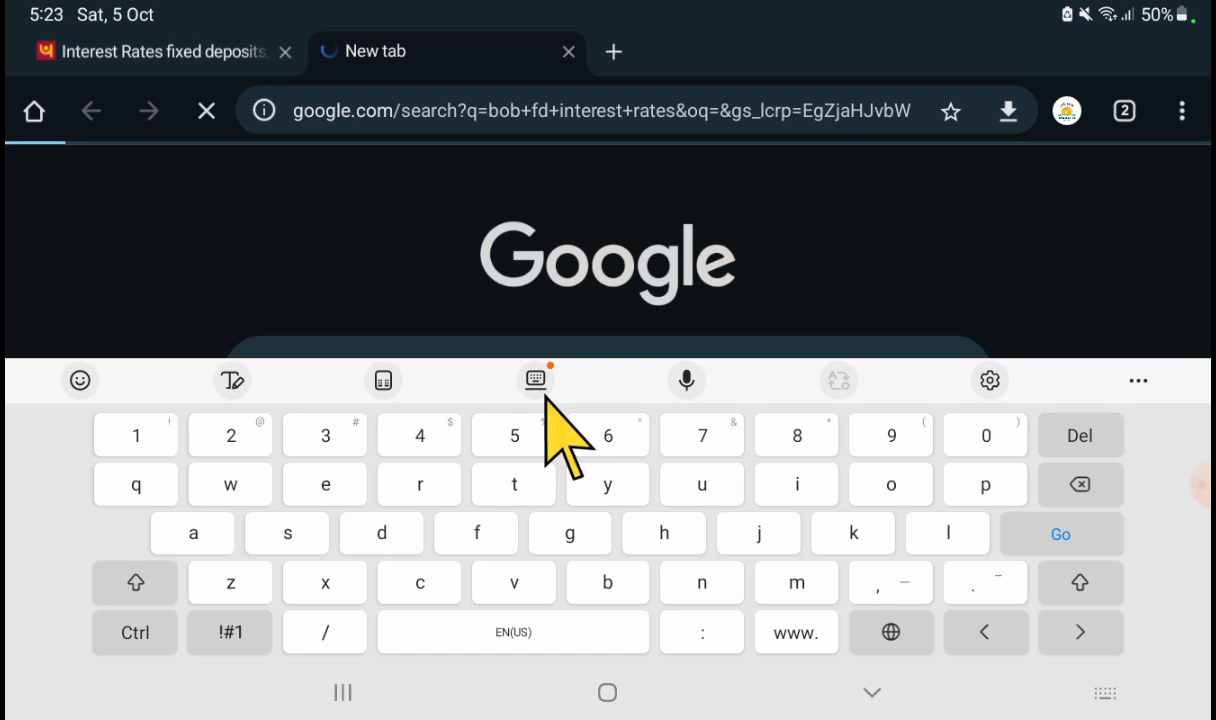 5:23 Sat, 5 Oct 50%
Interest Rates fixed deposits, New tab
google.com/search?q=bob+fd+interest+rates&oq=&gs_lcrp=EgZjaHJvbW 2
Google
! @ # $ ^ & * ( )
1 2 3 4 5 6 7 8 9 0 Del
q w e r t y u i o p
a s d f g h j k l Go
z x c v b n m , — . –
Ctrl !#1 / EN(US) : www. < >